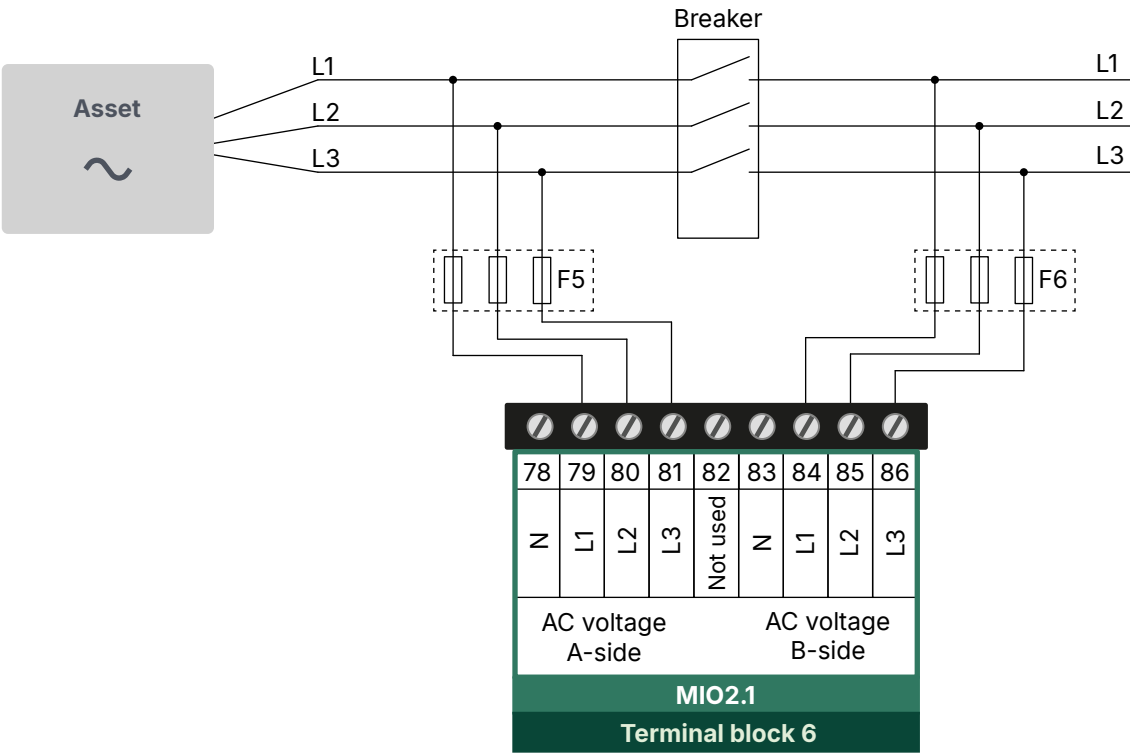 Breaker
L1
L1
Asset
L2
L2
L3
L3
F5
F6
78 79 80 81 82 83 84 85 86
N L1 L2 L3 Not used N L1 L2 L3
AC voltage
A-side
AC voltage
B-side
MIO2.1
Terminal block 6